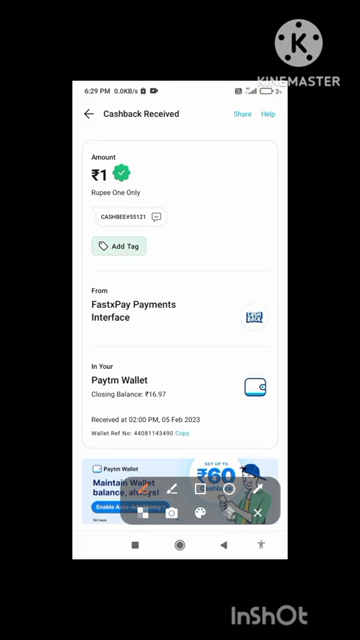 KINEMASTER
6:29 PM 0.0KB/s
Cashback Received
Share Help
Amount
₹1
Rupee One Only
CASHBEE#55121
Add Tag
From
FastxPay Payments
Interface
In Your
Paytm Wallet
Closing Balance: ₹16.97
Received at 02:00 PM, 05 Feb 2023
Wallet Ref No: 44081143490 Copy
Paytm Wallet
Maintain Wallet
balance, always!
GET UP TO
₹60
Cashback
InShOt